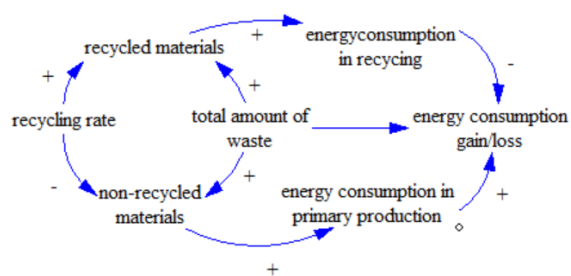 recycled materials
+
energyconsumption
in recycing
+
-
+
recycling rate
total amount of
waste
energy consumption
gain/loss
-
+
non-recycled
materials
energy consumption in
primary production
+
+